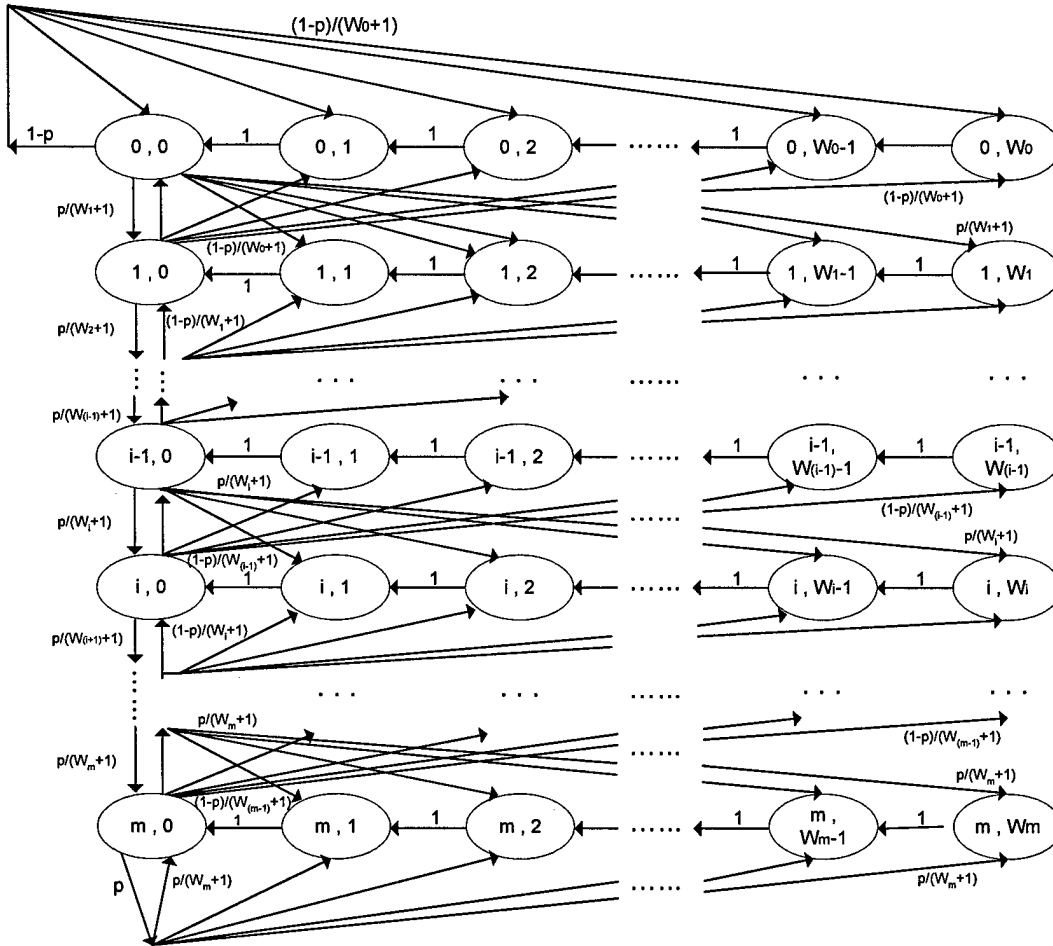 (1-p)/(W0+1)
1-p
0 , 0
1
0 , 1
1
0 , 2
......
1
0 , W0-1
0 , W0
p/(W1+1)
(1-p)/(W0+1)
(1-p)/(W0+1)
p/(W1+1)
1 , 0
1
1 , 1
1
1 , 2
......
1
1 , W1-1
1
1 , W1
p/(W2+1)
(1-p)/(W1+1)
... ... ...... ... ...
p/(W(i-1)+1)
i-1, 0
1
i-1, 1
1
i-1, 2
......
1
i-1, W(i-1)-1
1
i-1, W(i-1)
p/(Wi+1)
p/(Wi+1)
(1-p)/(W(i-1)+1)
(1-p)/(W(i-1)+1)
p/(Wi+1)
i, 0
1
i , 1
1
i , 2
......
1
i , Wi-1
1
i , Wi
p/(W(i+1)+1)
(1-p)/(Wi+1)
... ... ...... ... ...
p/(Wm+1)
(1-p)/(W(m-1)+1)
......
p/(Wm+1)
(1-p)/(W(m-1)+1)
p/(Wm+1)
m , 0
1
m , 1
1
m , 2
......
1
m , Wm-1
1
m , Wm
p
p/(Wm+1)
......
p/(Wm+1)